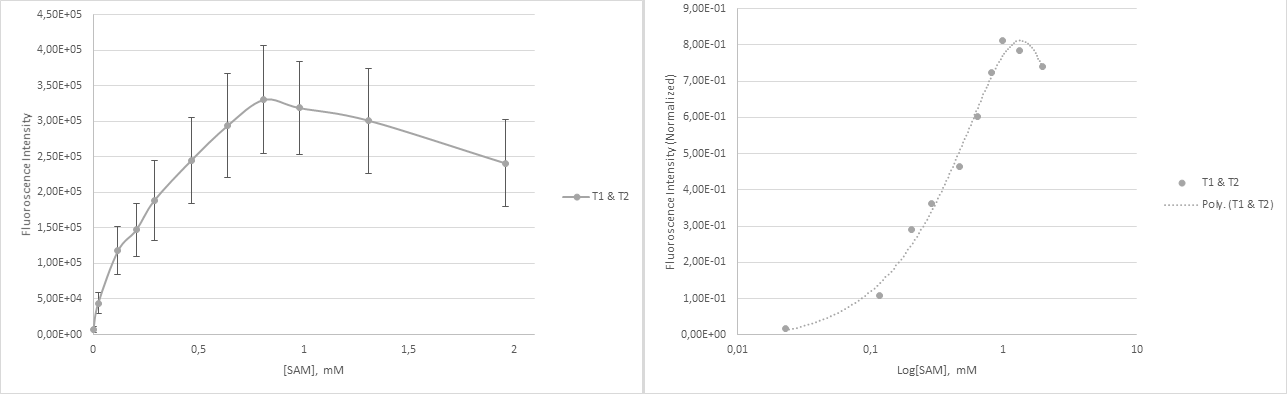 4,50E+05
4,00E+05
3,50E+05
3,00E+05
2,50E+05
2,00E+05
1,50E+05
1,00E+05
5,00E+04
0,00E+00
Fluoroscence Intensity
0
0,5
1
1,5
2
[SAM], mM
T1 & T2
9,00E-01
8,00E-01
7,00E-01
6,00E-01
5,00E-01
4,00E-01
3,00E-01
2,00E-01
1,00E-01
0,00E+00
Fluoroscence Intensity (Normalized)
0,01
0,1
1
10
Log[SAM], mM
T1 & T2
Poly. (T1 & T2)